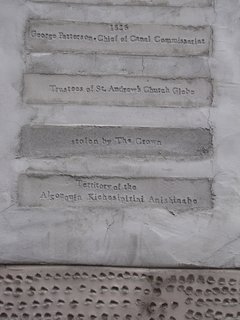 1826
George Patterson, Chief of Canal Commissariat
Trustees of St. Andrew's Church Glebe
stolen by The Crown
Territory of the
Algonquin Kichesipirini Anishinabe